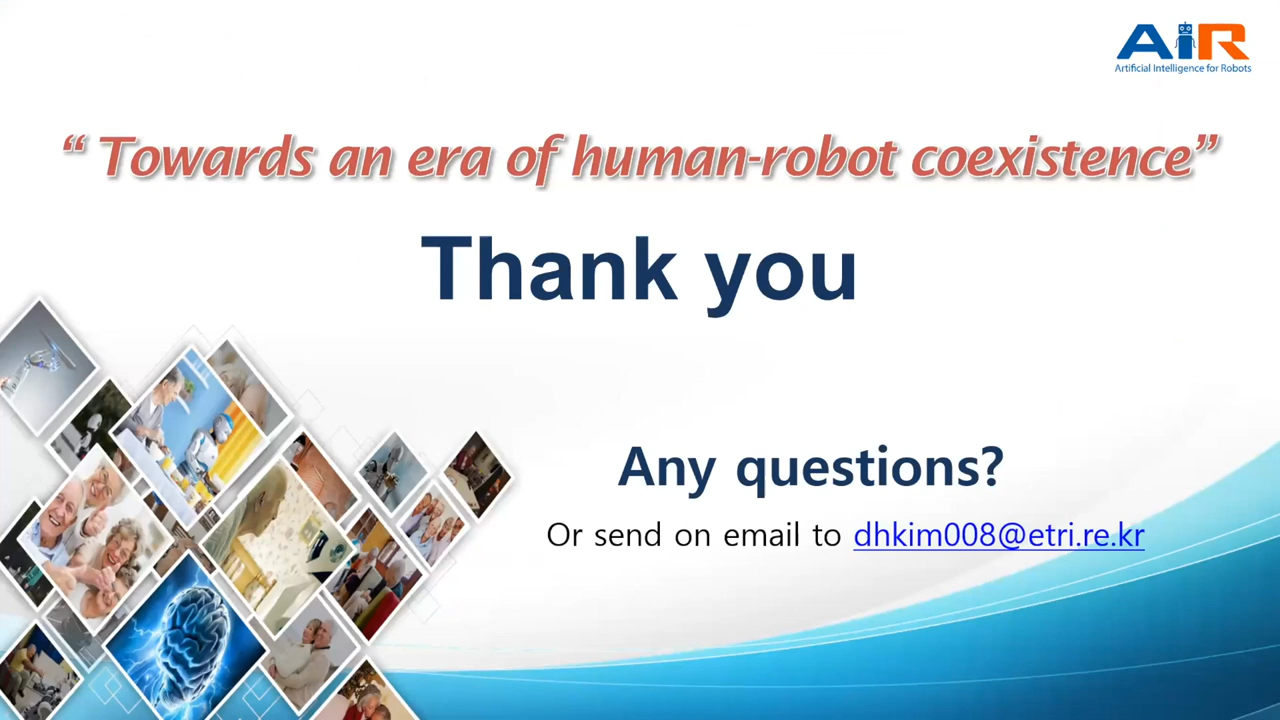 AiR
Artificial Intelligence for Robots
“ Towards an era of human-robot coexistence”
Thank you
Any questions?
Or send on email to dhkim008@etri.re.kr